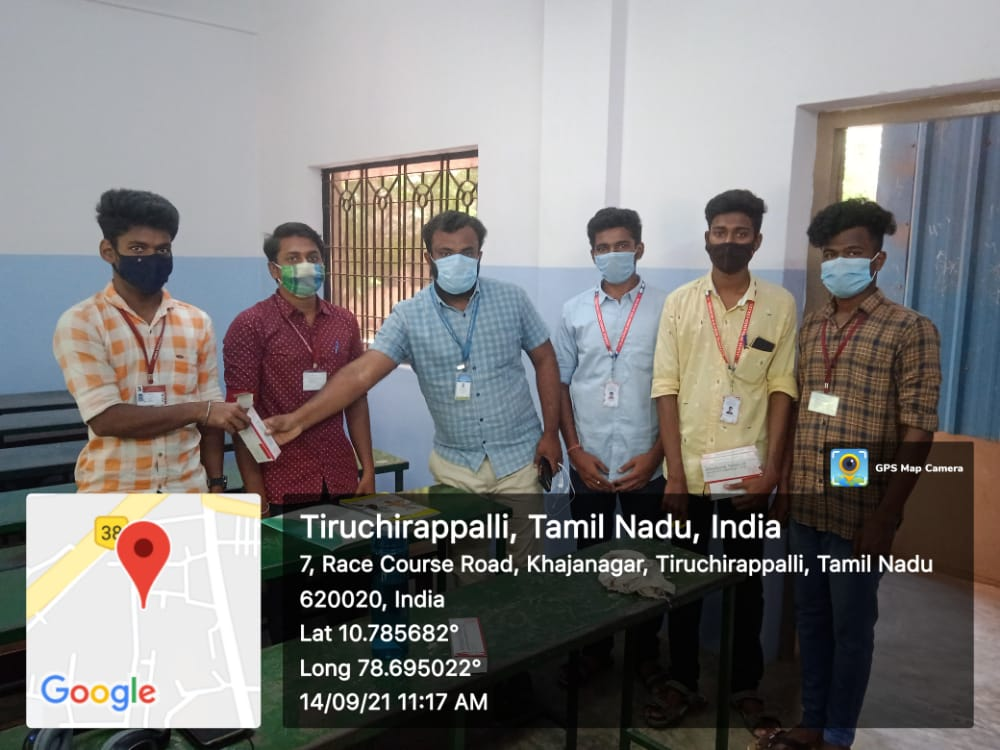 GPS Map Camera
38
Google
Tiruchirappalli, Tamil Nadu, India
7, Race Course Road, Khajanagar, Tiruchirappalli, Tamil Nadu
620020, India
Lat 10.785682°
Long 78.695022°
14/09/21 11:17 AM